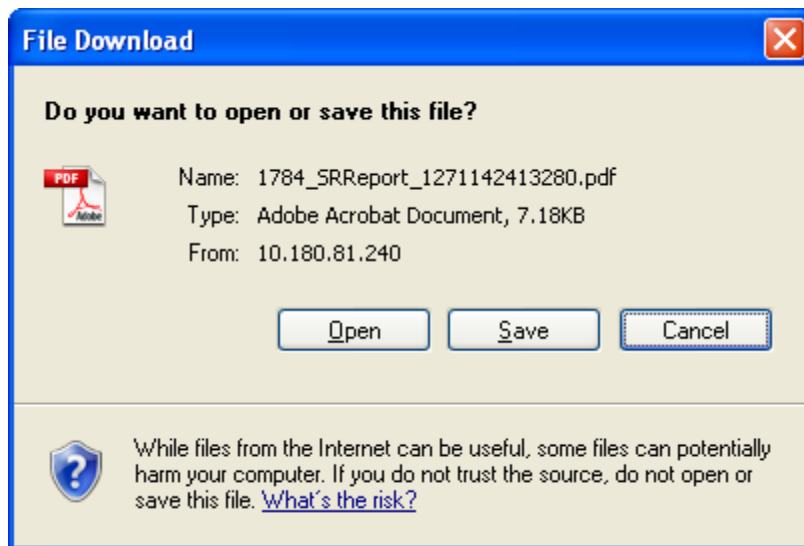 File Download
Do you want to open or save this file?
PDF
Adobe
Name: 1784_SRReport_1271142413280.pdf
Type: Adobe Acrobat Document, 7.18KB
From: 10.180.81.240
Open Save Cancel
While files from the Internet can be useful, some files can potentially
harm your computer. If you do not trust the source, do not open or
save this file. What's the risk?